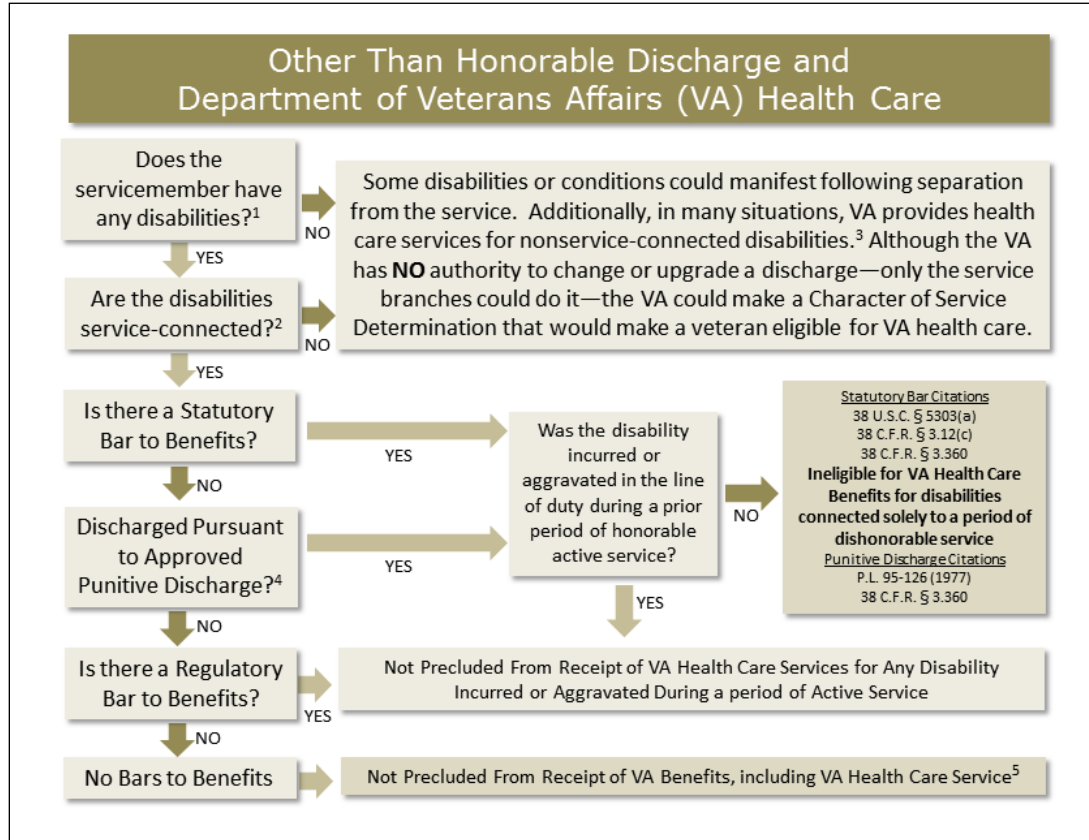 Other Than Honorable Discharge and
Department of Veterans Affairs (VA) Health Care
Does the
servicemember have
any disabilities?1
NO
YES
Some disabilities or conditions could manifest following separation
from the service. Additionally, in many situations, VA provides health
care services for nonservice-connected disabilities.3 Although the VA
has NO authority to change or upgrade a discharge—only the service
branches could do it—the VA could make a Character of Service
Determination that would make a veteran eligible for VA health care.
Are the disabilities
service-connected?2
NO
YES
Is there a Statutory
Bar to Benefits?
YES
NO
Was the disability
incurred or
aggravated in the line
of duty during a prior
period of honorable
active service?
NO
YES
Statutory Bar Citations
38 U.S.C. § 5303(a)
38 C.F.R. § 3.12(c)
38 C.F.R. § 3.360
Ineligible for VA Health Care
Benefits for disabilities
connected solely to a period of
dishonorable service
Punitive Discharge Citations
P.L. 95-126 (1977)
38 C.F.R. § 3.360
Discharged Pursuant
to Approved
Punitive Discharge?4
YES
NO
Is there a Regulatory
Bar to Benefits?
YES
NO
Not Precluded From Receipt of VA Health Care Services for Any Disability
Incurred or Aggravated During a period of Active Service
No Bars to Benefits
Not Precluded From Receipt of VA Benefits, including VA Health Care Service5